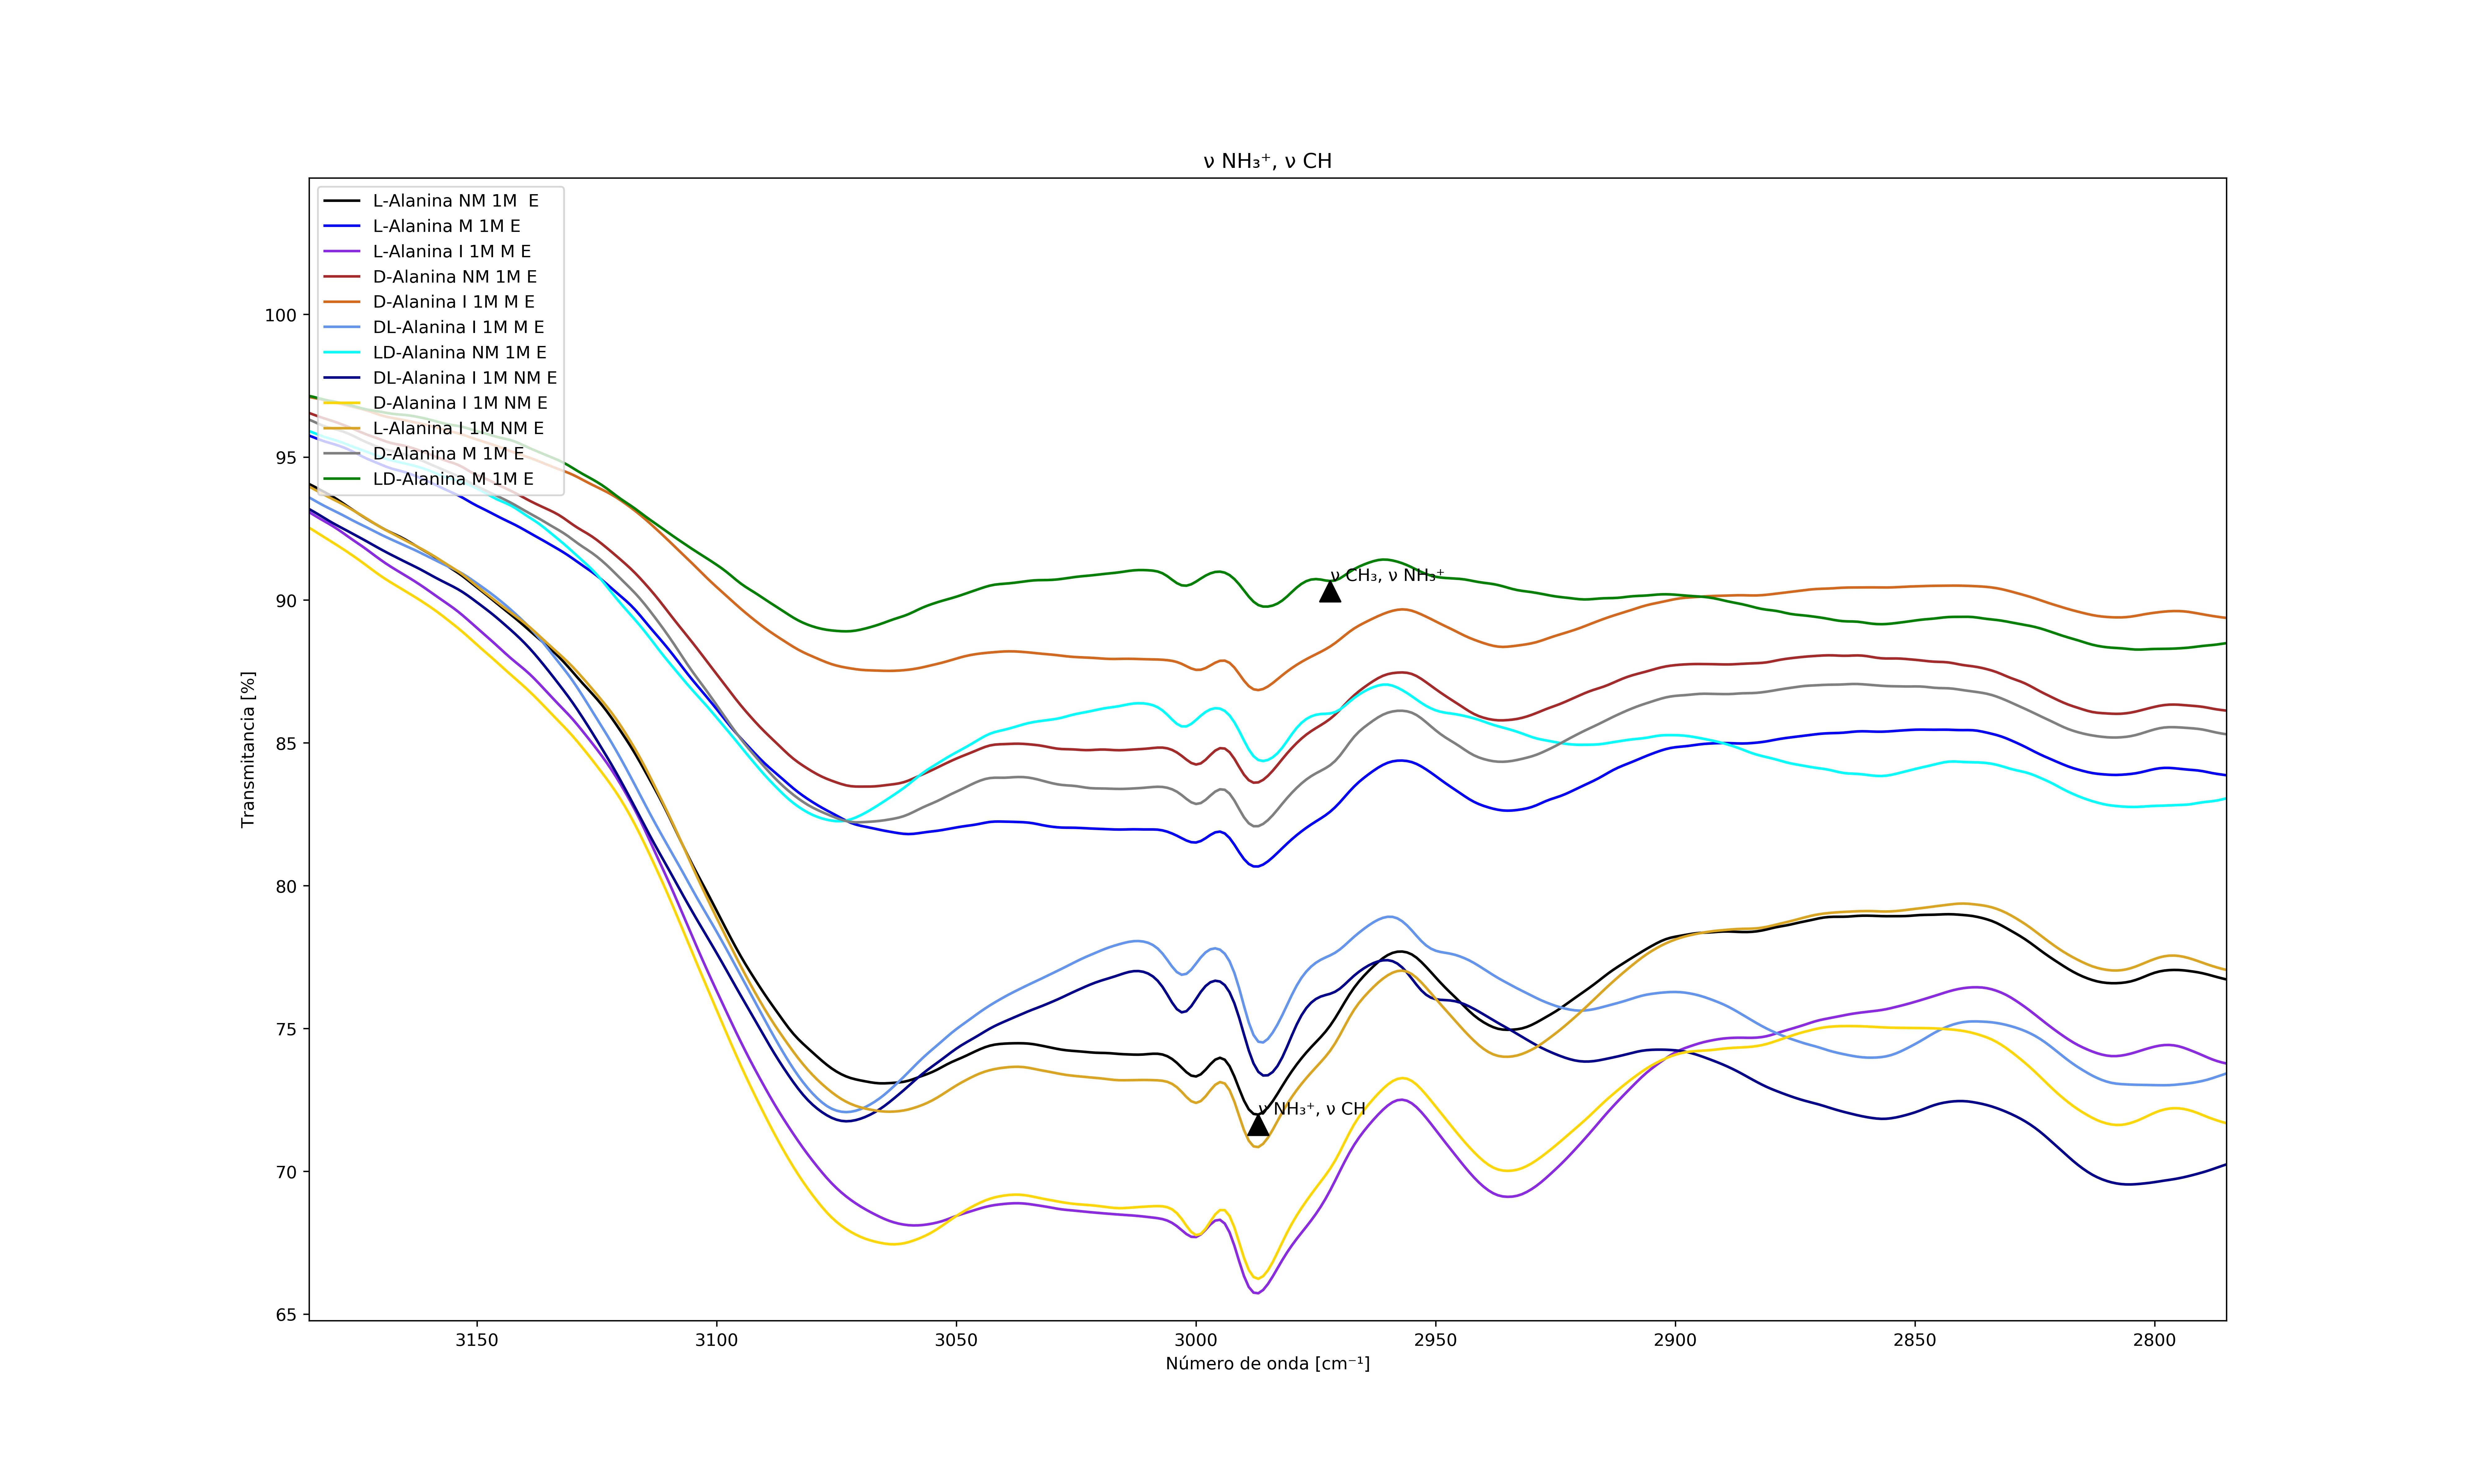 ν NH₃⁺, ν CH
L-Alanina NM 1M  E
L-Alanina M 1M E
L-Alanina I 1M M E
D-Alanina NM 1M E
D-Alanina I 1M M E
DL-Alanina I 1M M E
LD-Alanina NM 1M E
DL-Alanina I 1M NM E
D-Alanina I 1M NM E
L-Alanina I 1M NM E
D-Alanina M 1M E
LD-Alanina M 1M E
100
95
90
85
80
75
70
65
Transmitancia [%]
ν CH₃, ν NH₃⁺
ν NH₃⁺, ν CH
3150 3100 3050 3000 2950 2900 2850 2800
Número de onda [cm⁻¹]